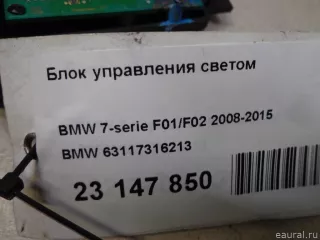 Блок управления светом
BMW 7-serie F01/F02 2008-2015
BMW 63117316213
23 147 850
eaural.ru